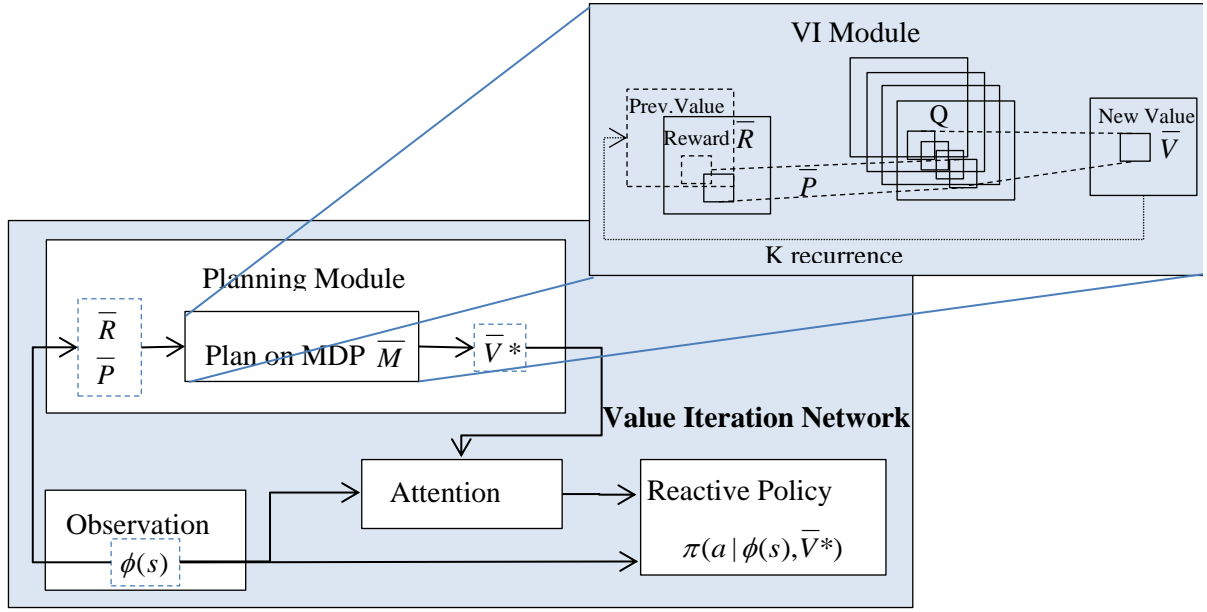 VI Module
Prev.Value
Reward R̅
Q
P̅
New Value
V̅
K recurrence
Planning Module
R̅
P̅
Plan on MDP M̅
V̅*
Value Iteration Network
Attention
Reactive Policy
π(a | ϕ(s), V̅*)
Observation
ϕ(s)